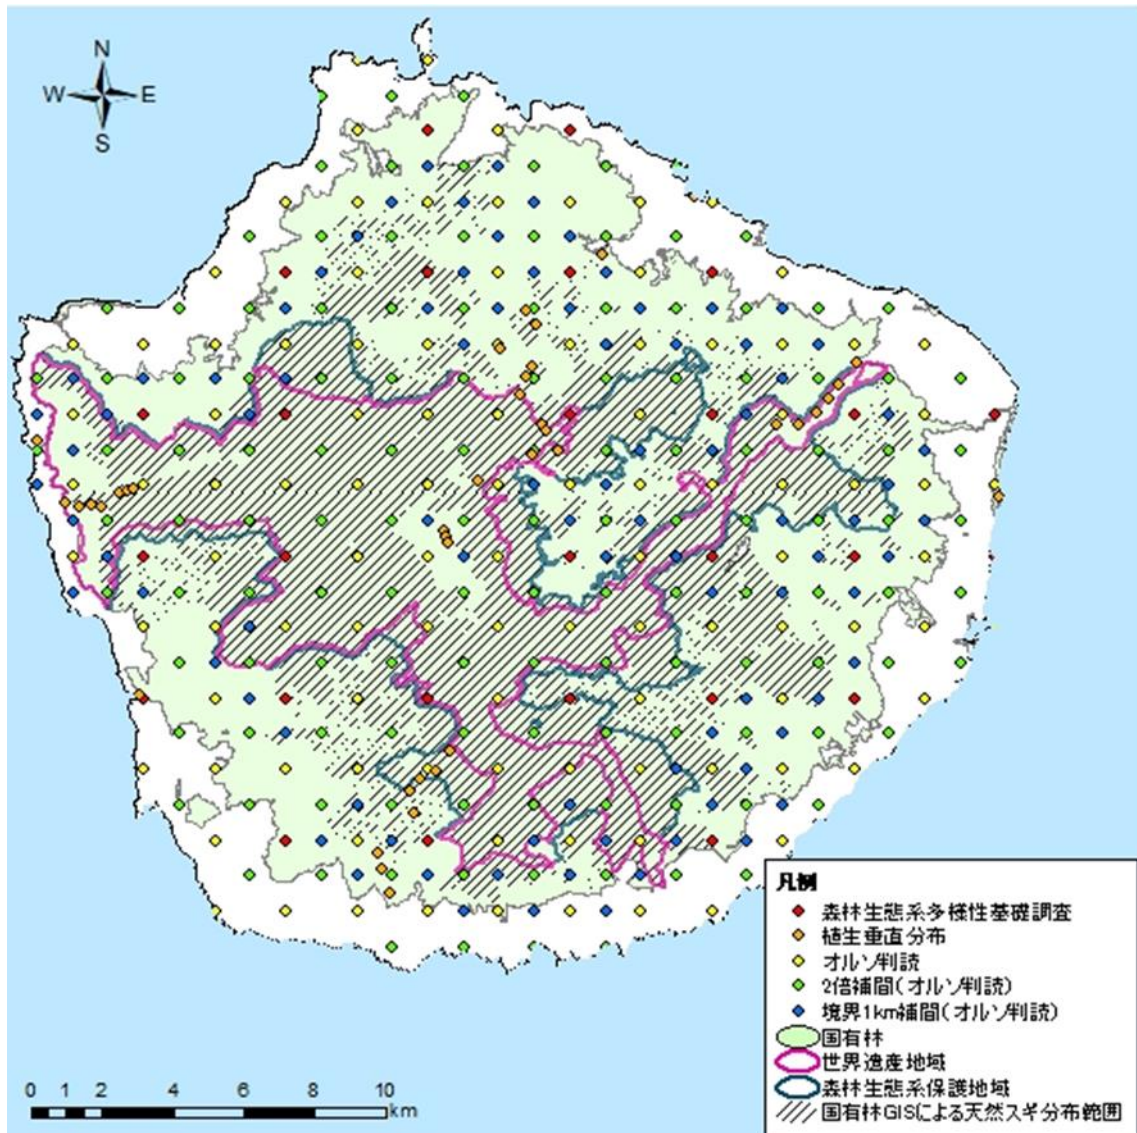 N
W E
S
凡例
森林生態系多様性基礎調査
植生垂直分布
オルソ判読
2倍補間(オルソ判読)
境界1km補間(オルソ判読)
国有林
世界遺産地域
森林生態系保護地域
国有林GISによる天然スギ分布範囲
0 1 2 4 6 8 10
km